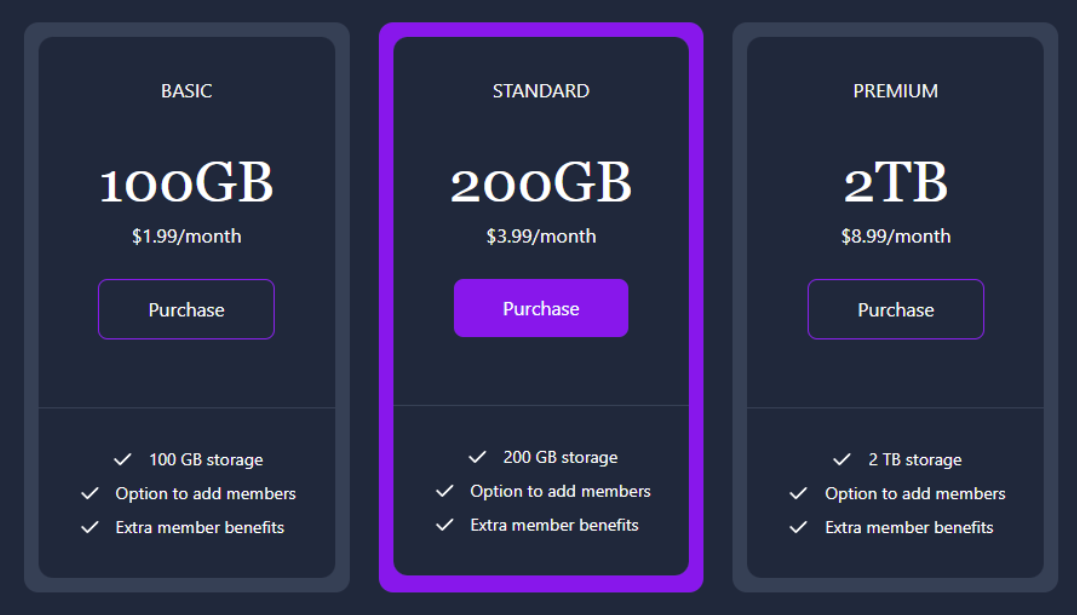 BASIC
100GB
$1.99/month
Purchase
100 GB storage
Option to add members
Extra member benefits
STANDARD
200GB
$3.99/month
Purchase
200 GB storage
Option to add members
Extra member benefits
PREMIUM
2TB
$8.99/month
Purchase
2 TB storage
Option to add members
Extra member benefits